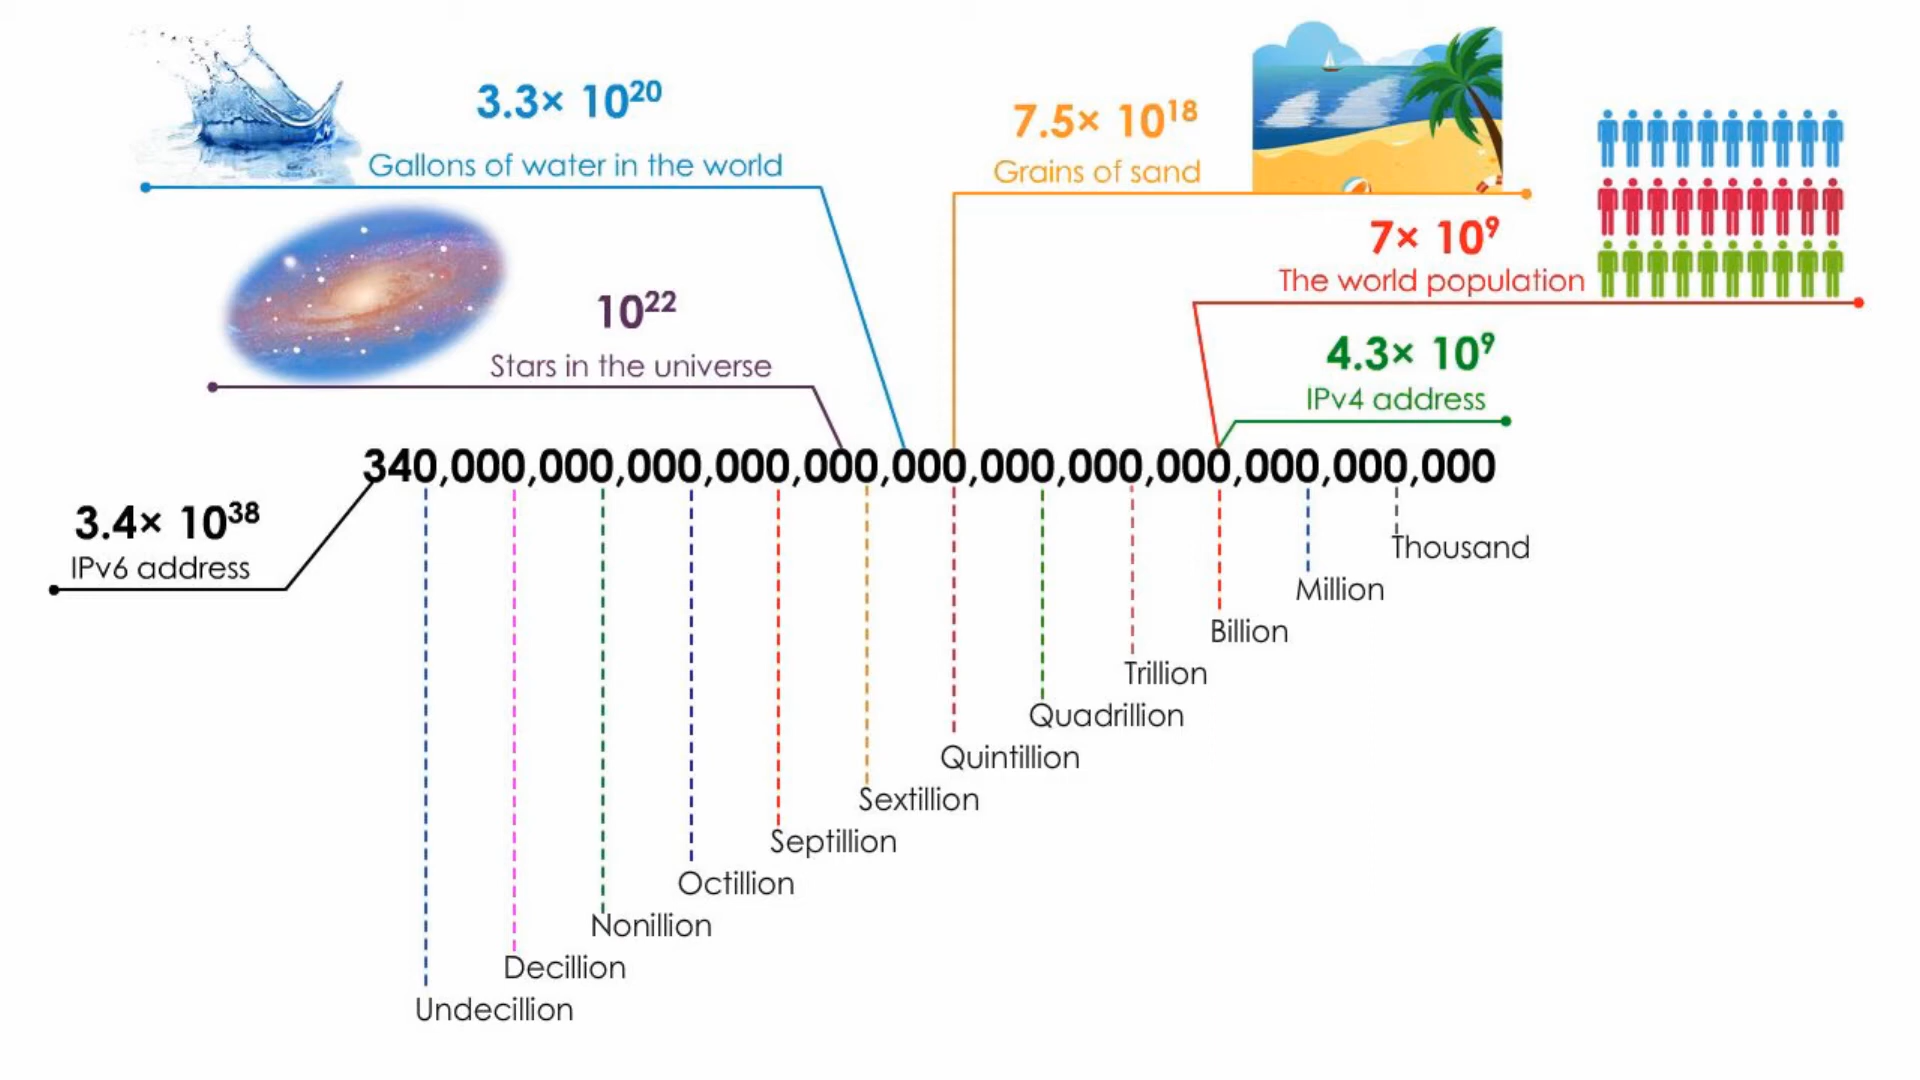 3.3× 10²⁰
Gallons of water in the world
7.5× 10¹⁸
Grains of sand
7× 10⁹
The world population
10²²
Stars in the universe
4.3× 10⁹
IPv4 address
340,000,000,000,000,000,000,000,000,000,000,000,000
3.4× 10³⁸
IPv6 address
Thousand
Million
Billion
Trillion
Quadrillion
Quintillion
Sextillion
Septillion
Octillion
Nonillion
Decillion
Undecillion